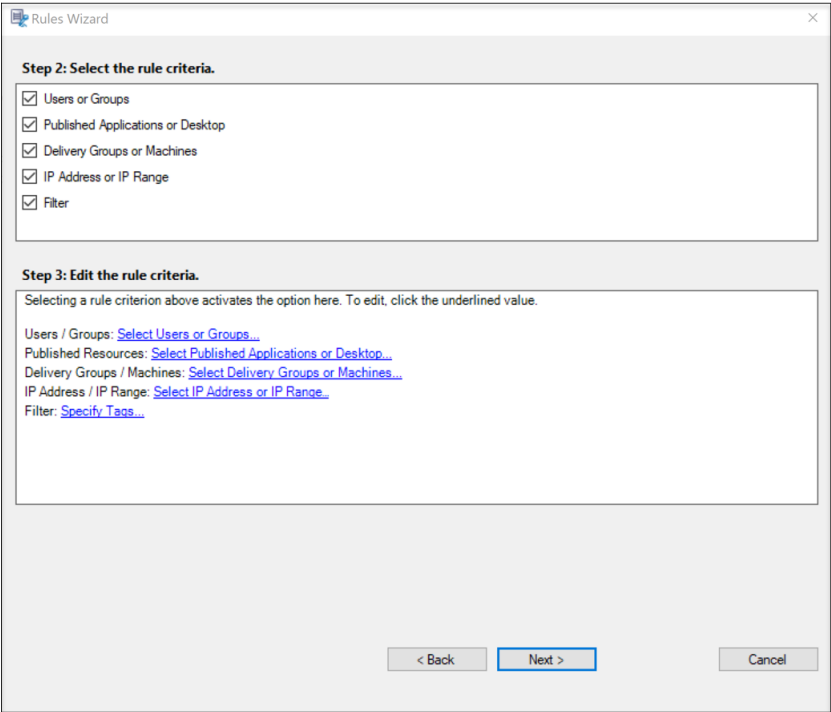 Rules Wizard
Step 2: Select the rule criteria.
Users or Groups
Published Applications or Desktop
Delivery Groups or Machines
IP Address or IP Range
Filter
Step 3: Edit the rule criteria.
Selecting a rule criterion above activates the option here. To edit, click the underlined value.
Users / Groups: Select Users or Groups...
Published Resources: Select Published Applications or Desktop...
Delivery Groups / Machines: Select Delivery Groups or Machines...
IP Address / IP Range: Select IP Address or IP Range...
Filter: Specify Tags...
< Back Next > Cancel